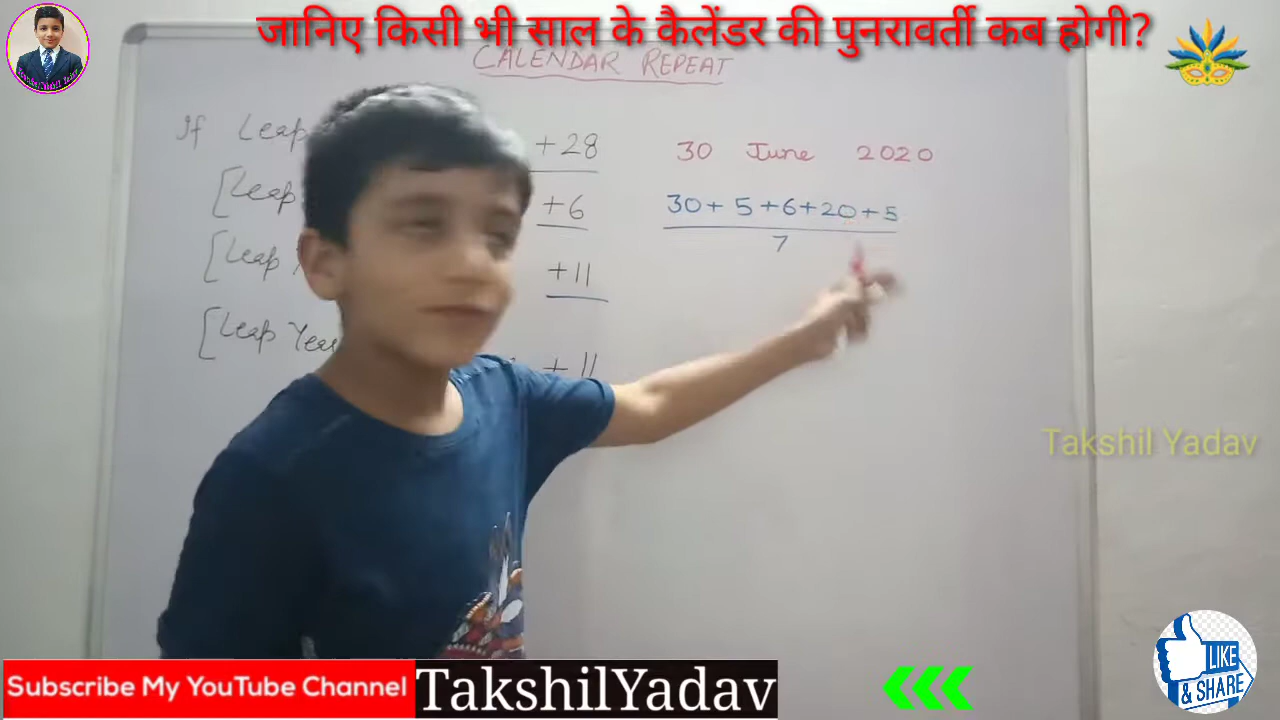 जानिए किसी भी साल के कैलेंडर की पुनरावर्ती कब होगी?
CALENDAR REPEAT
If Leap +28
[Leap +6
[Leap +11
[Leap Year + 11
30 June 2020
30+ 5+6+20+5
7
Takshil Yadav
Subscribe My YouTube Channel TakshilYadav
LIKE
& SHARE